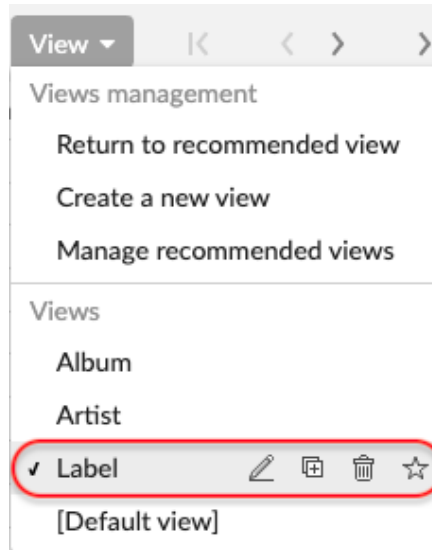 View
Views management
Return to recommended view
Create a new view
Manage recommended views
Views
Album
Artist
Label
[Default view]